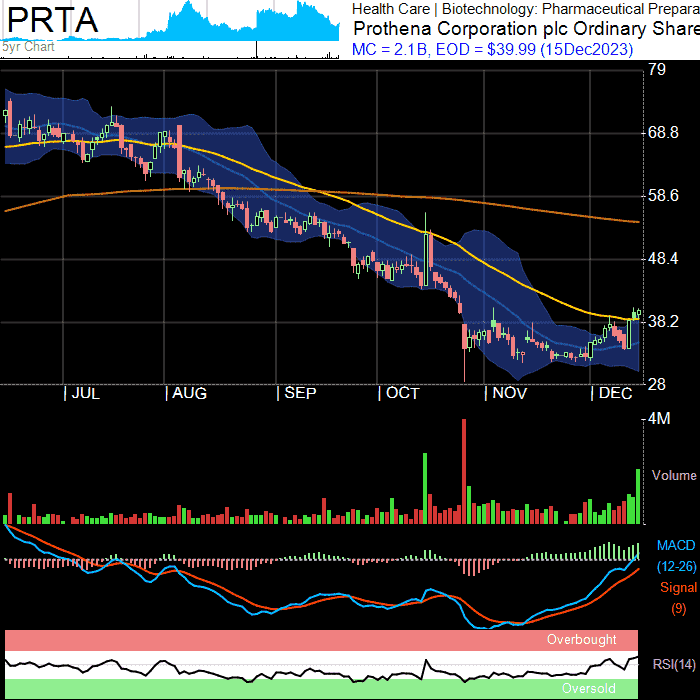 PRTA
5yr Chart
Health Care | Biotechnology: Pharmaceutical Prepara
Prothena Corporation plc Ordinary Share
MC = 2.1B, EOD = $39.99 (15Dec2023)
79
68.8
58.6
48.4
38.2
28
| JUL | AUG | SEP | OCT | NOV | DEC
4M
Volume
MACD
(12-26)
Signal
(9)
Overbought
RSI(14)
Oversold